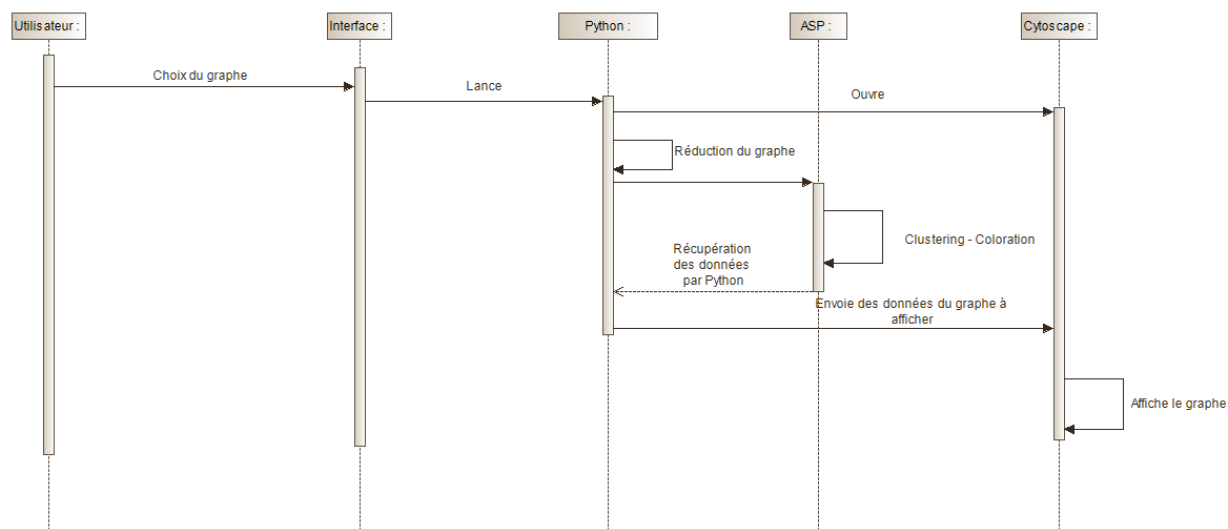 Utilisateur :
Interface :
Python :
ASP :
Cytoscape :
Choix du graphe
Lance
Ouvre
Réduction du graphe
Clustering - Coloration
Récupération
des données
par Python
Envoie des données du graphe à
afficher
Affiche le graphe